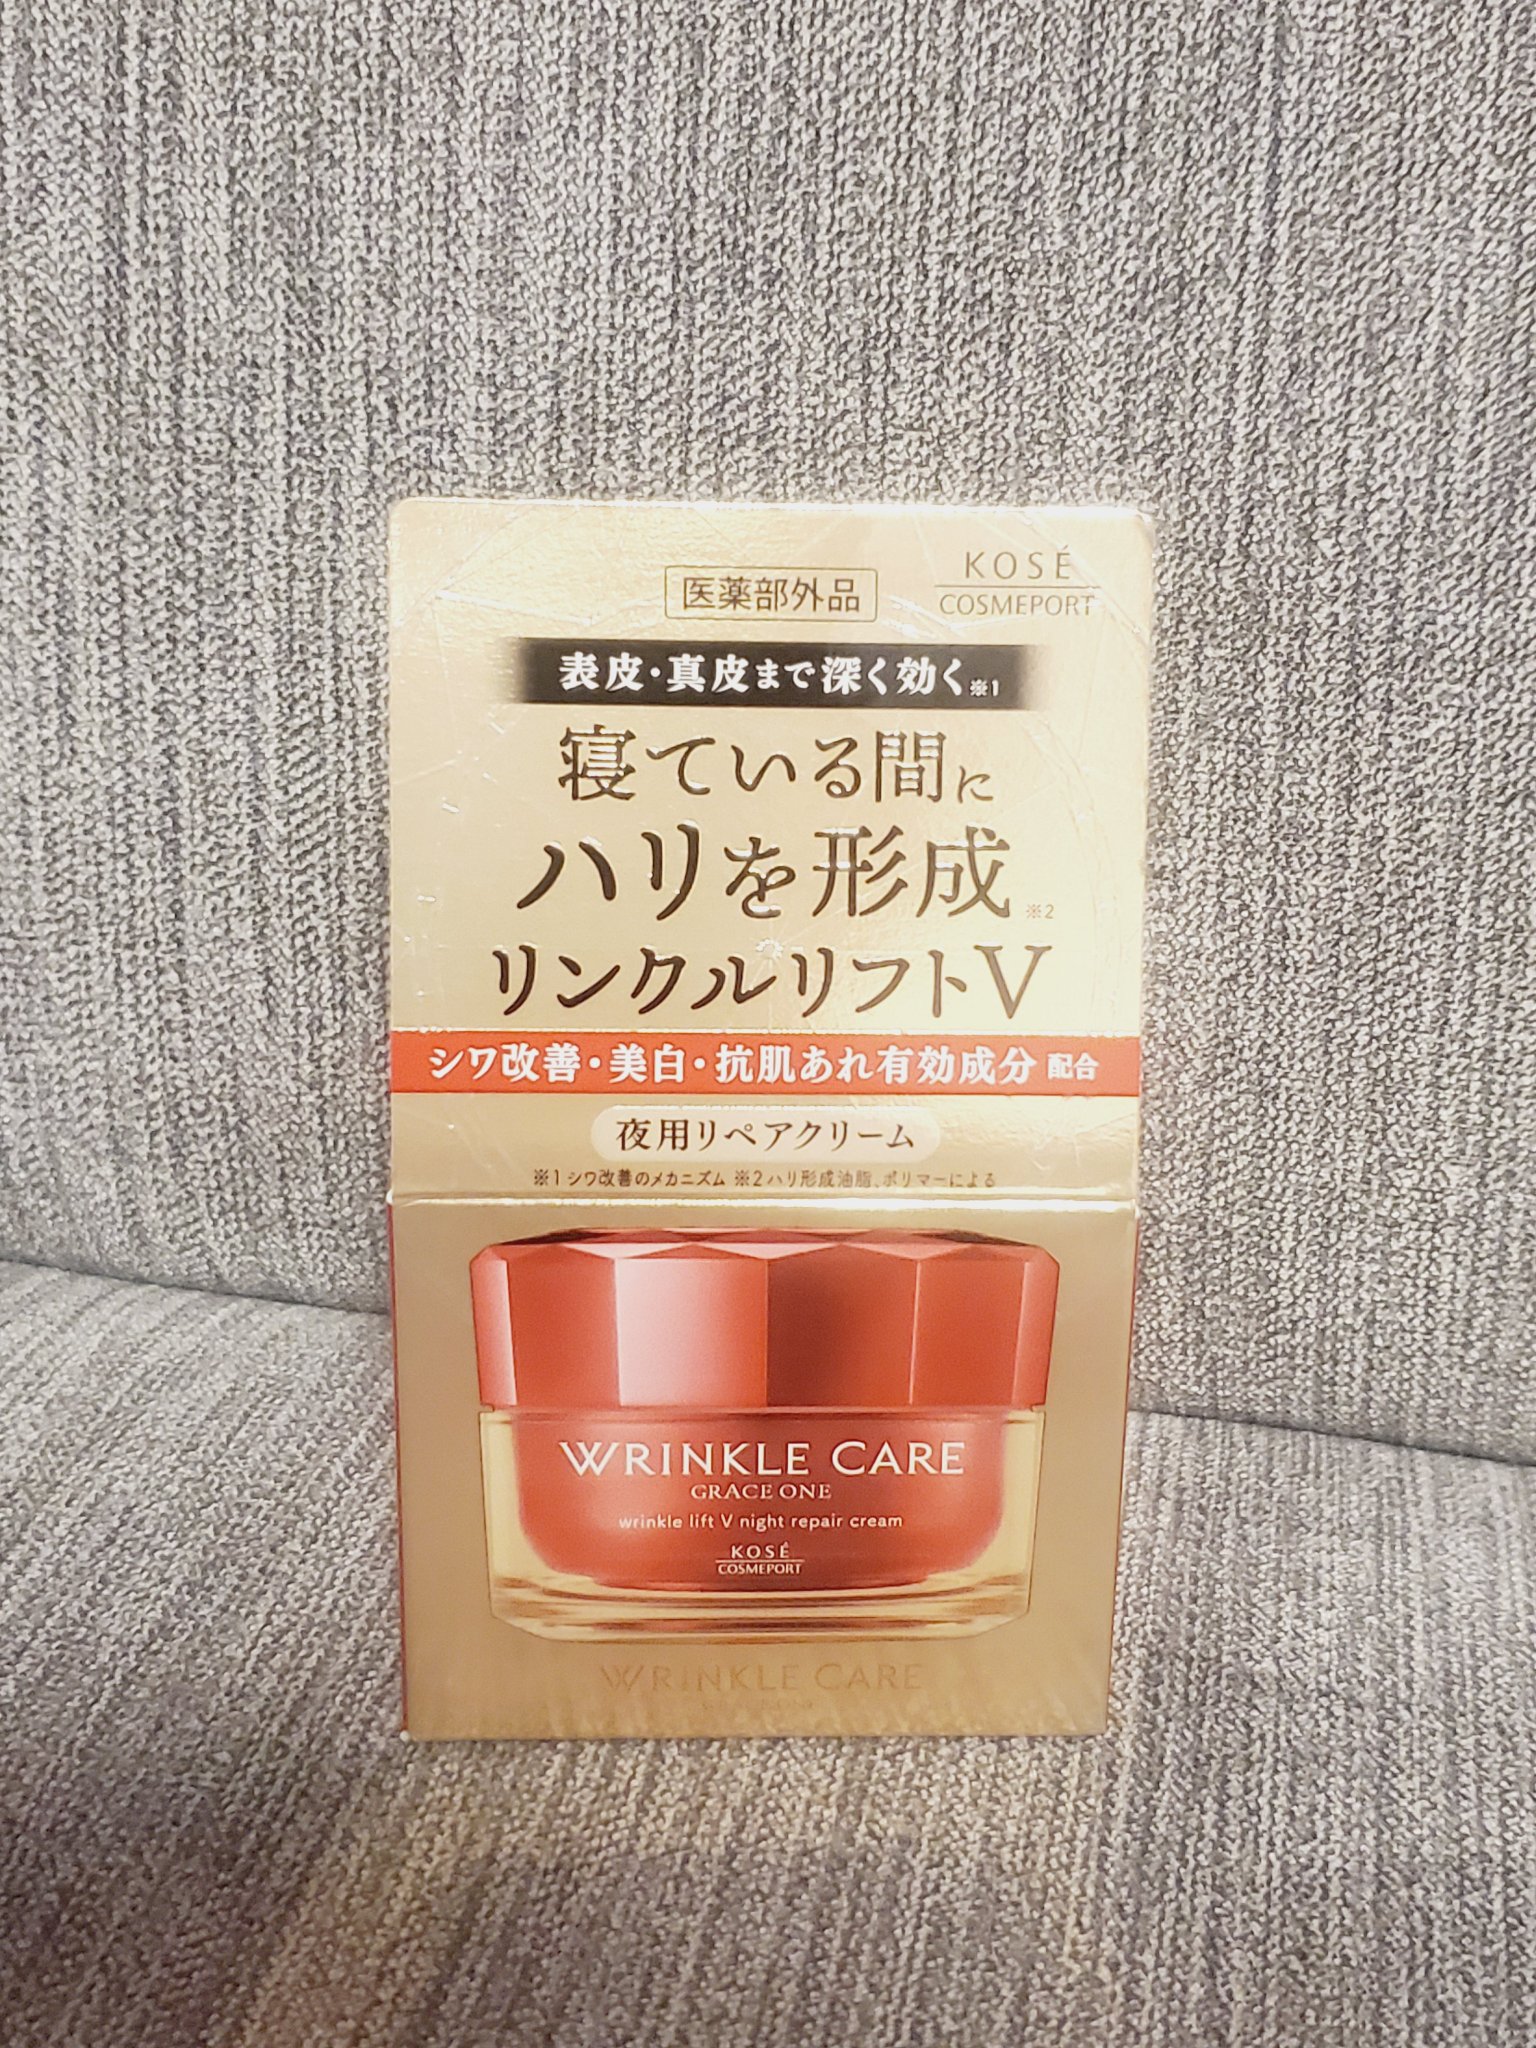 医薬部外品
KOSÉ
COSMEPORT
表皮・真皮まで深く効く※1
寝ている間に
ハリを形成※2
リンクルリフトV
シワ改善・美白・抗肌あれ有効成分 配合
夜用リペアクリーム
※1 シワ改善のメカニズム ※2 ハリ形成油脂、ポリマーによる
WRINKLE CARE
GRACE ONE
wrinkle lift V night repair cream
KOSÉ
COSMEPORT
WRINKLE CARE
GRACE ONE